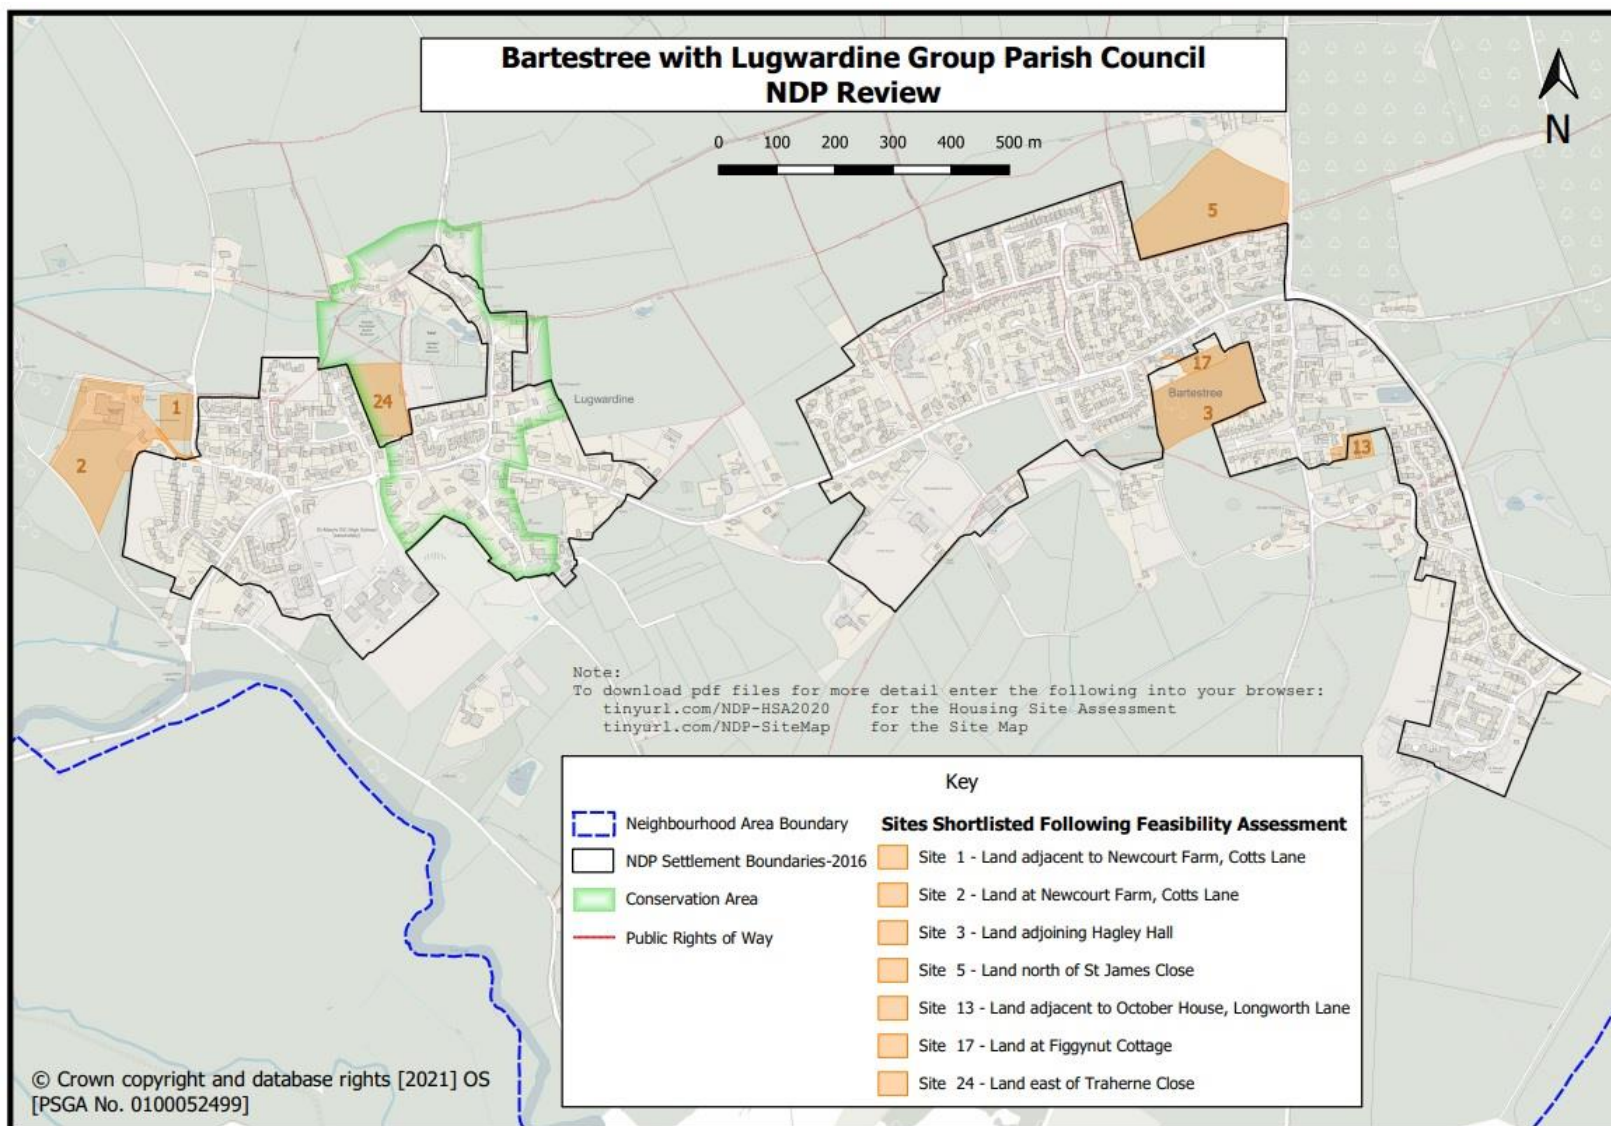 Bartestree with Lugwardine Group Parish Council
NDP Review
N
0 100 200 300 400 500 m
5
17
Bartestree
3
13
Lugwardine
24
1
2
Note:
To download pdf files for more detail enter the following into your browser:
tinyurl.com/NDP-HSA2020 for the Housing Site Assessment
tinyurl.com/NDP-SiteMap for the Site Map
Key
Neighbourhood Area Boundary
NDP Settlement Boundaries-2016
Conservation Area
Public Rights of Way
Sites Shortlisted Following Feasibility Assessment
Site 1 - Land adjacent to Newcourt Farm, Cotts Lane
Site 2 - Land at Newcourt Farm, Cotts Lane
Site 3 - Land adjoining Hagley Hall
Site 5 - Land north of St James Close
Site 13 - Land adjacent to October House, Longworth Lane
Site 17 - Land at Figgynut Cottage
Site 24 - Land east of Traherne Close
© Crown copyright and database rights [2021] OS
[PSGA No. 0100052499]